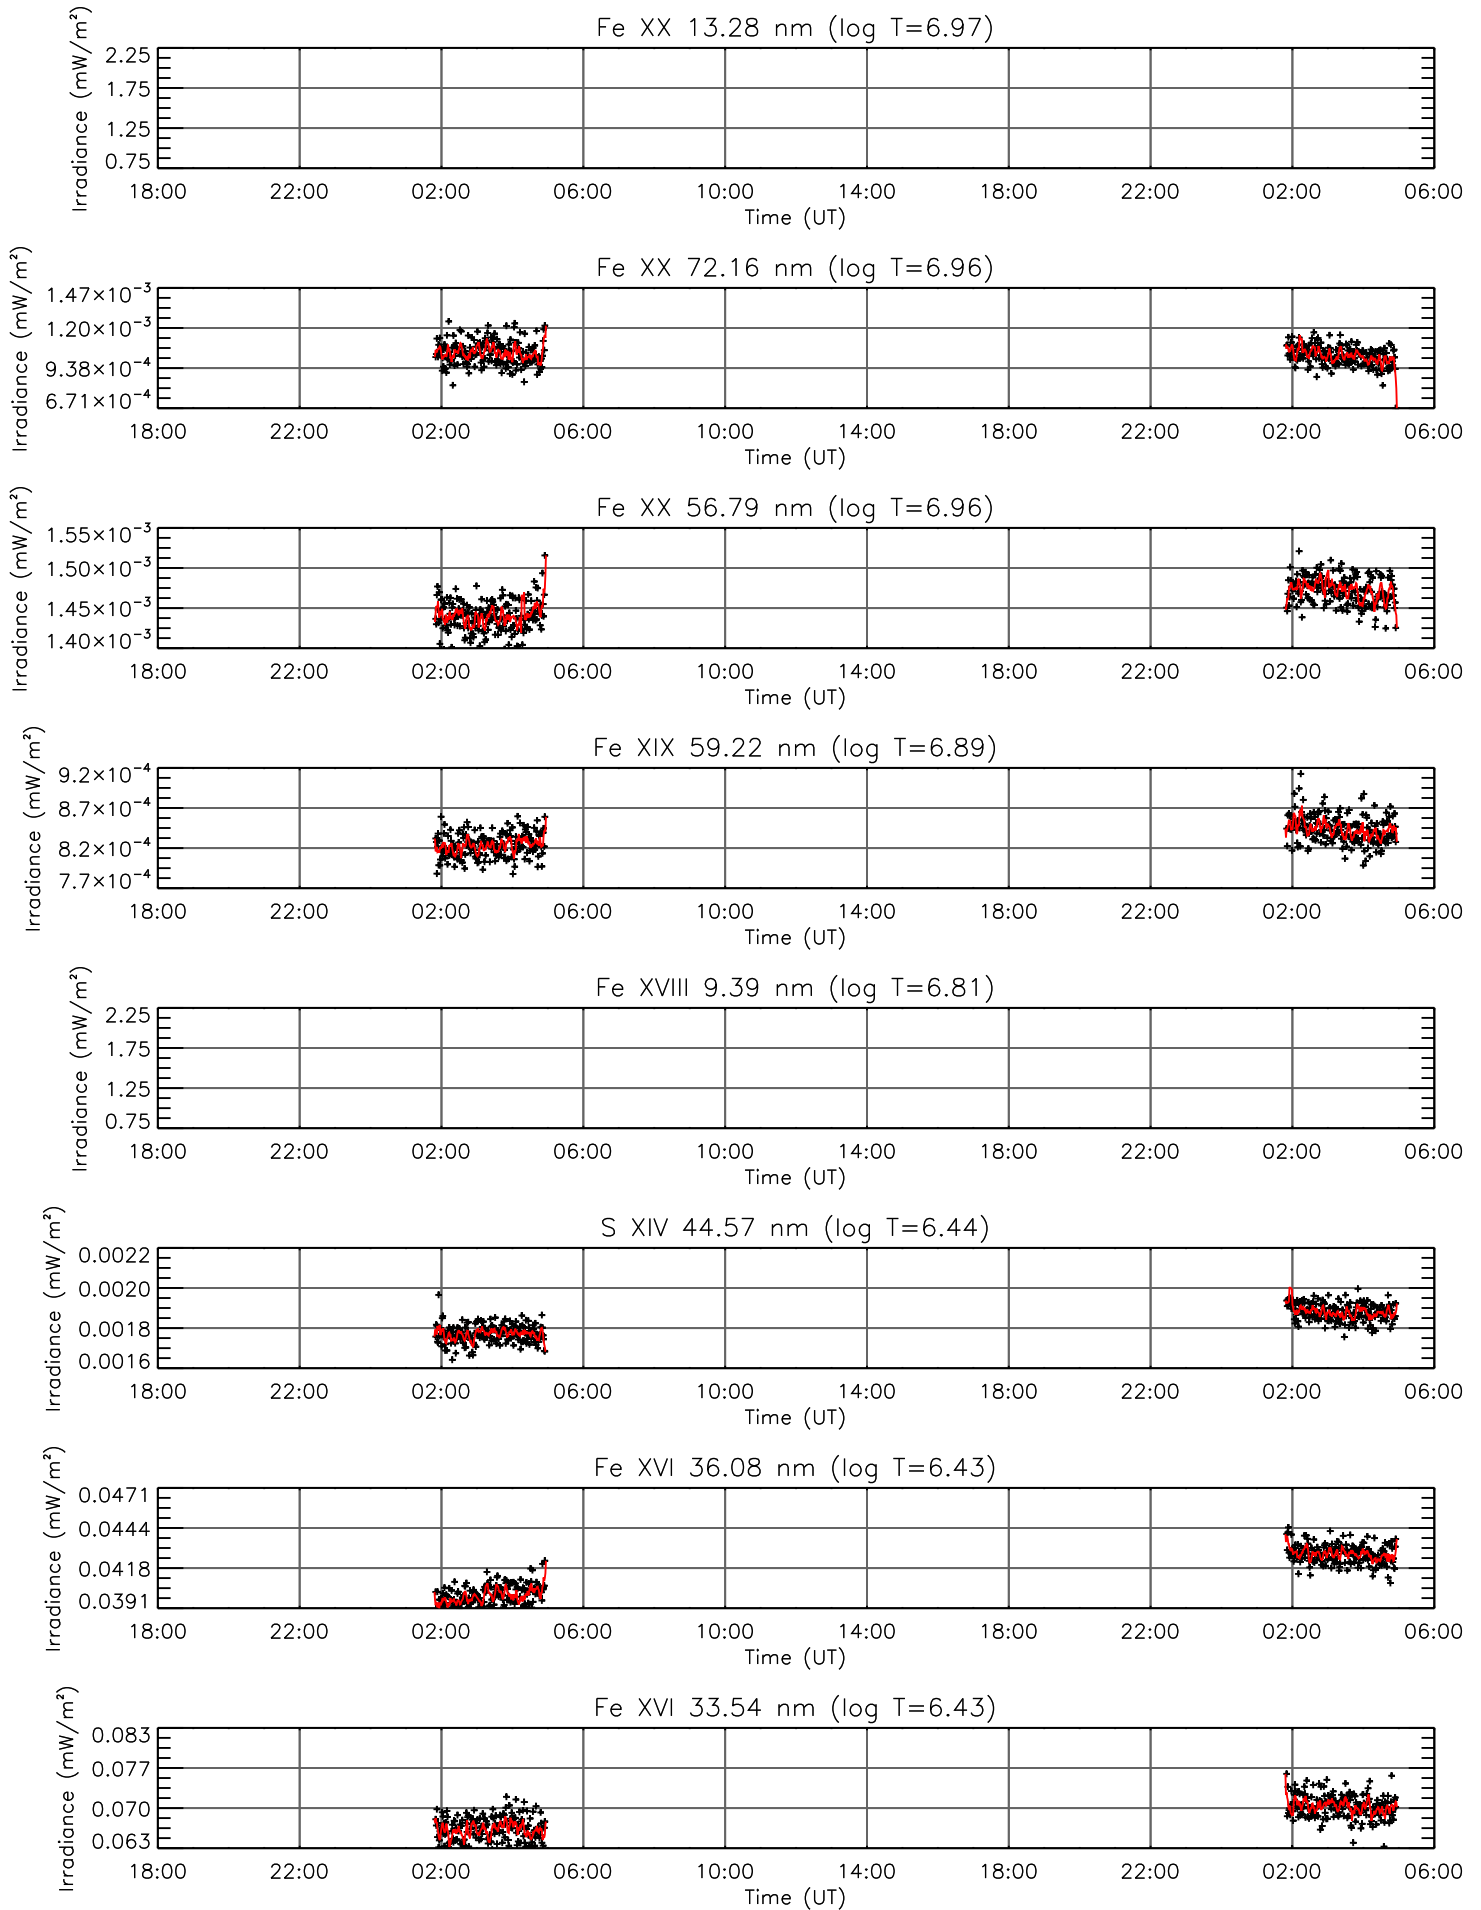 Fe XX 13.28 nm (log T=6.97)
Irradiance (mW/m²)
2.25
1.75
1.25
0.75
18:00 22:00 02:00 06:00 10:00 14:00 18:00 22:00 02:00 06:00
Time (UT)
Fe XX 72.16 nm (log T=6.96)
Irradiance (mW/m²)
1.47×10⁻³
1.20×10⁻³
9.38×10⁻⁴
6.71×10⁻⁴
18:00 22:00 02:00 06:00 10:00 14:00 18:00 22:00 02:00 06:00
Time (UT)
Fe XX 56.79 nm (log T=6.96)
Irradiance (mW/m²)
1.55×10⁻³
1.50×10⁻³
1.45×10⁻³
1.40×10⁻³
18:00 22:00 02:00 06:00 10:00 14:00 18:00 22:00 02:00 06:00
Time (UT)
Fe XIX 59.22 nm (log T=6.89)
Irradiance (mW/m²)
9.2×10⁻⁴
8.7×10⁻⁴
8.2×10⁻⁴
7.7×10⁻⁴
18:00 22:00 02:00 06:00 10:00 14:00 18:00 22:00 02:00 06:00
Time (UT)
Fe XVIII 9.39 nm (log T=6.81)
Irradiance (mW/m²)
2.25
1.75
1.25
0.75
18:00 22:00 02:00 06:00 10:00 14:00 18:00 22:00 02:00 06:00
Time (UT)
S XIV 44.57 nm (log T=6.44)
Irradiance (mW/m²)
0.0022
0.0020
0.0018
0.0016
18:00 22:00 02:00 06:00 10:00 14:00 18:00 22:00 02:00 06:00
Time (UT)
Fe XVI 36.08 nm (log T=6.43)
Irradiance (mW/m²)
0.0471
0.0444
0.0418
0.0391
18:00 22:00 02:00 06:00 10:00 14:00 18:00 22:00 02:00 06:00
Time (UT)
Fe XVI 33.54 nm (log T=6.43)
Irradiance (mW/m²)
0.083
0.077
0.070
0.063
18:00 22:00 02:00 06:00 10:00 14:00 18:00 22:00 02:00 06:00
Time (UT)